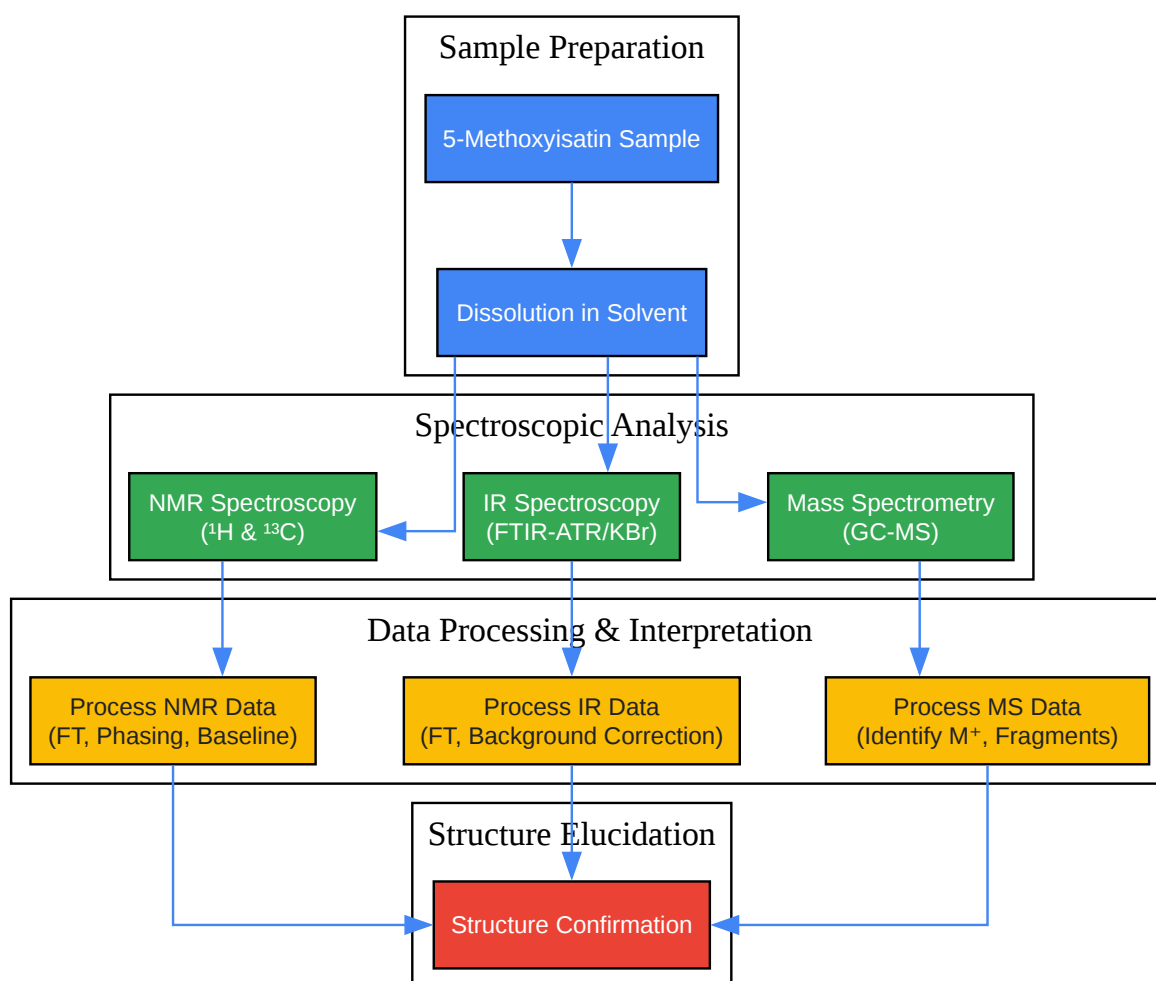 Sample Preparation
5-Methoxyisatin Sample
Dissolution in Solvent
Spectroscopic Analysis
NMR Spectroscopy
(¹H & ¹³C)
IR Spectroscopy
(FTIR-ATR/KBr)
Mass Spectrometry
(GC-MS)
Data Processing & Interpretation
Process NMR Data
(FT, Phasing, Baseline)
Process IR Data
(FT, Background Correction)
Process MS Data
(Identify M⁺, Fragments)
Structure Elucidation
Structure Confirmation